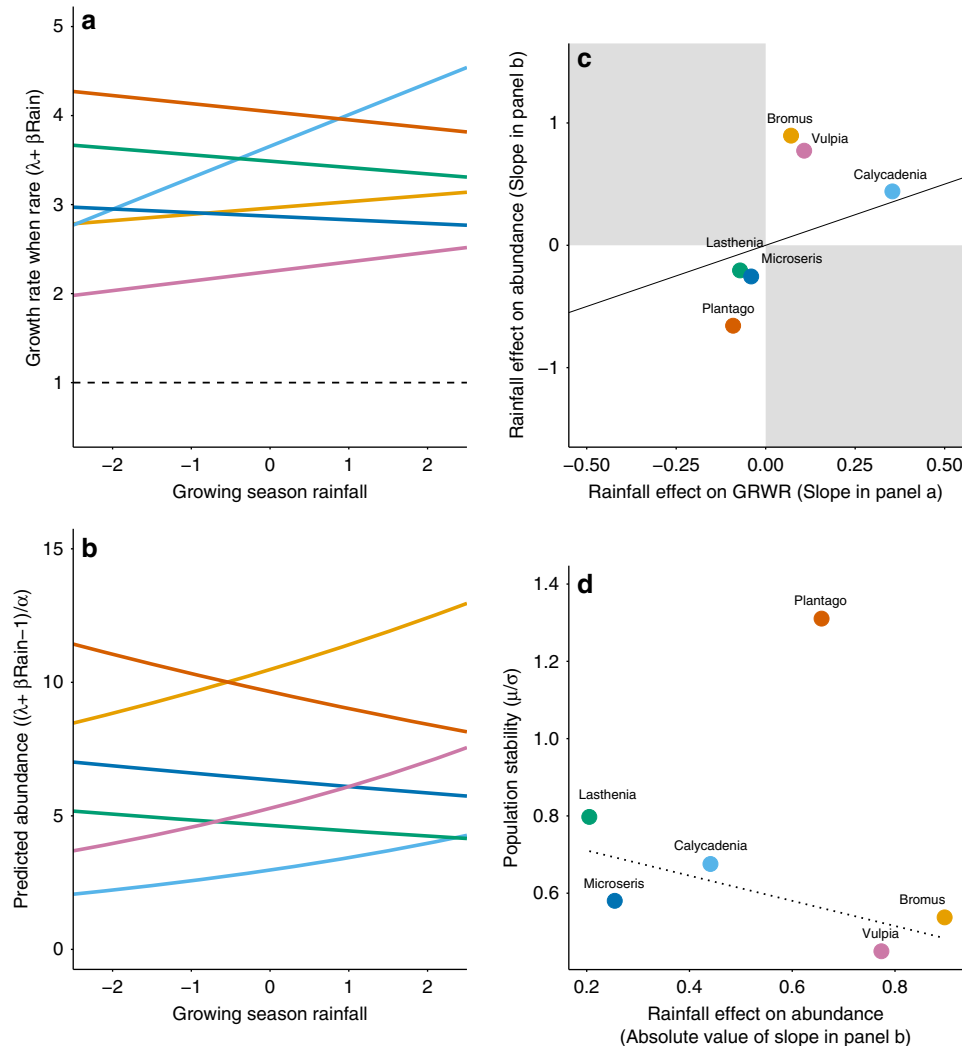 a
5
4
3
2
1
Growth rate when rare (λ+ βRain)
−2
−1
0
1
2
Growing season rainfall
c
1
0
−1
Rainfall effect on abundance (Slope in panel b)
Bromus
Vulpia
Calycadenia
Lasthenia
Microseris
Plantago
−0.50
−0.25
0.00
0.25
0.50
Rainfall effect on GRWR (Slope in panel a)
b
15
10
5
0
Predicted abundance ((λ+ βRain−1)/α)
−2
−1
0
1
2
Growing season rainfall
d
1.4
1.2
1.0
0.8
0.6
Population stability (μ/σ)
Plantago
Lasthenia
Calycadenia
Microseris
Bromus
Vulpia
0.2
0.4
0.6
0.8
Rainfall effect on abundance
(Absolute value of slope in panel b)